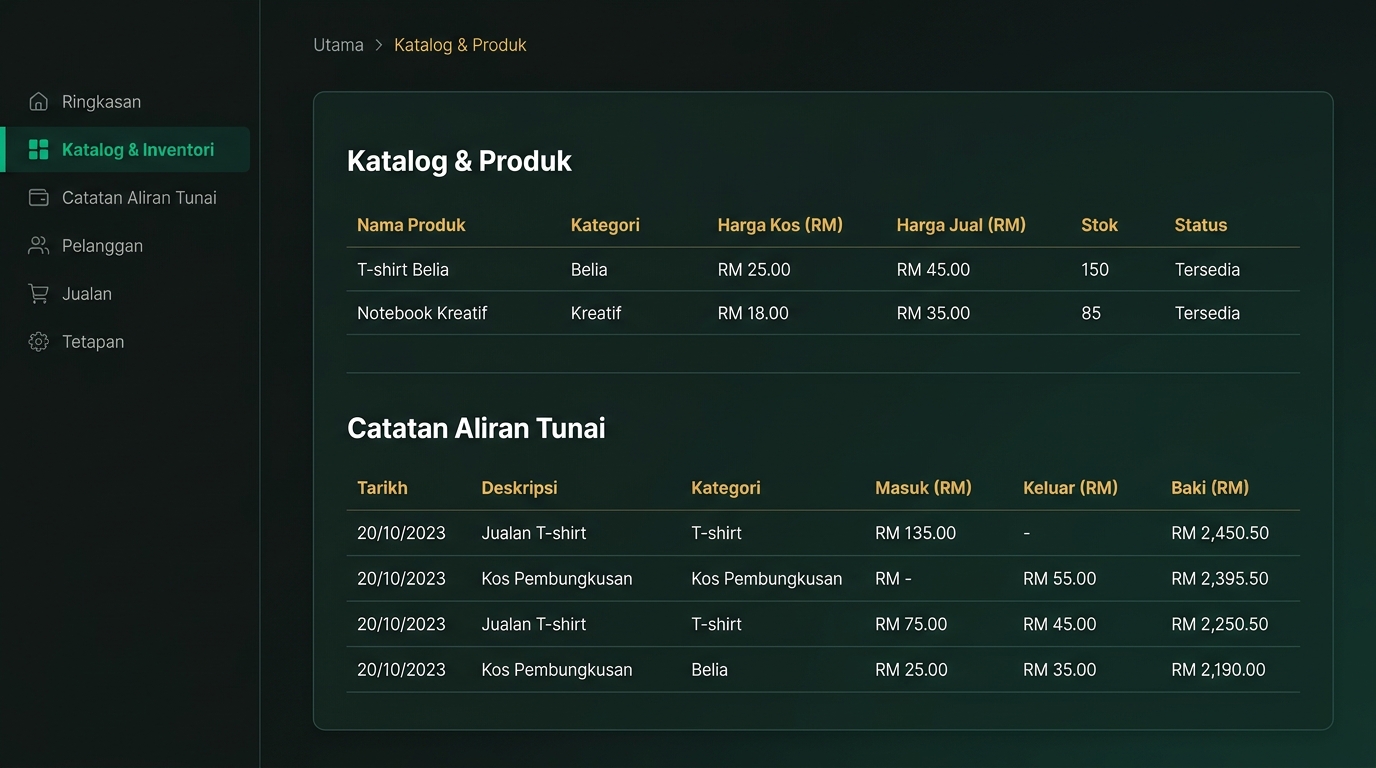 Utama > Katalog & Produk
Ringkasan
Katalog & Inventori
Catatan Aliran Tunai
Pelanggan
Jualan
Tetapan
Katalog & Produk
Nama Produk Kategori Harga Kos (RM) Harga Jual (RM) Stok Status
T-shirt Belia Belia RM 25.00 RM 45.00 150 Tersedia
Notebook Kreatif Kreatif RM 18.00 RM 35.00 85 Tersedia
Catatan Aliran Tunai
Tarikh Deskripsi Kategori Masuk (RM) Keluar (RM) Baki (RM)
20/10/2023 Jualan T-shirt T-shirt RM 135.00 - RM 2,450.50
20/10/2023 Kos Pembungkusan Kos Pembungkusan RM - RM 55.00 RM 2,395.50
20/10/2023 Jualan T-shirt T-shirt RM 75.00 RM 45.00 RM 2,250.50
20/10/2023 Kos Pembungkusan Belia RM 25.00 RM 35.00 RM 2,190.00